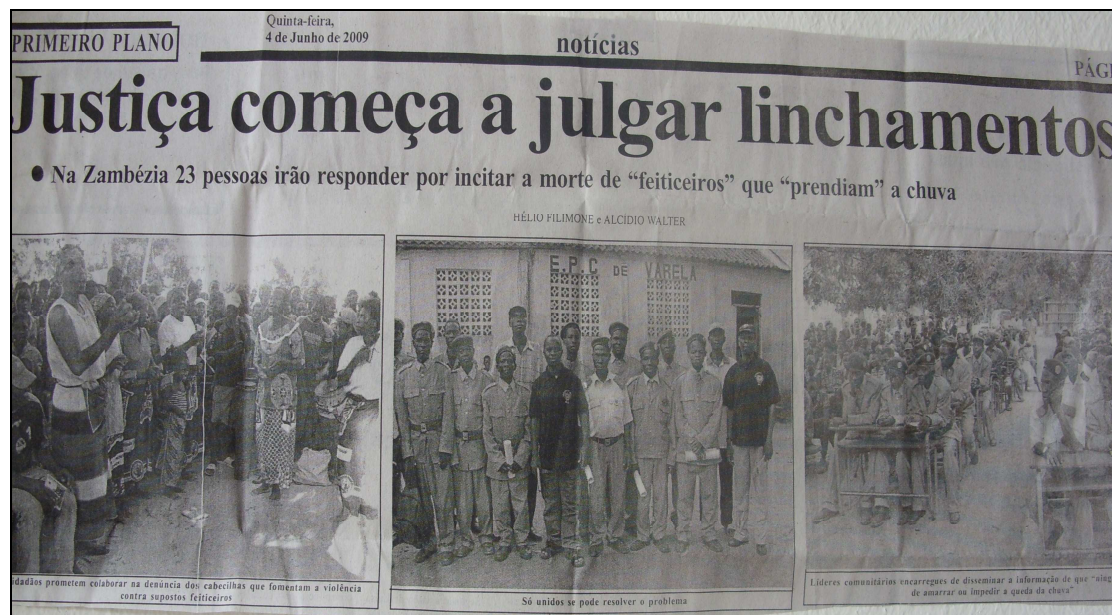 PRIMEIRO PLANO
Quinta-feira,
4 de Junho de 2009
notícias
PÁGI
Justiça começa a julgar linchamentos
● Na Zambézia 23 pessoas irão responder por incitar a morte de “feiticeiros” que “prendiam” a chuva
HÉLIO FILIMONE e ALCIDIO WALTER
E.P.C DE VARELA
idadãos prometem colaborar na denúncia dos cabecilhas que fomentam a violência
contra supostos feiticeiros
Só unidos se pode resolver o problema
Líderes comunitários encarregues de disseminar a informação de que “ning
de amarrar ou impedir a queda da chuva”